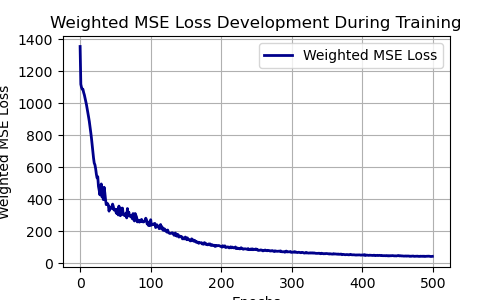 Weighted MSE Loss Development During Training
Weighted MSE Loss
Weighted MSE Loss
1400
1200
1000
800
600
400
200
0
0 100 200 300 400 500
Epochs